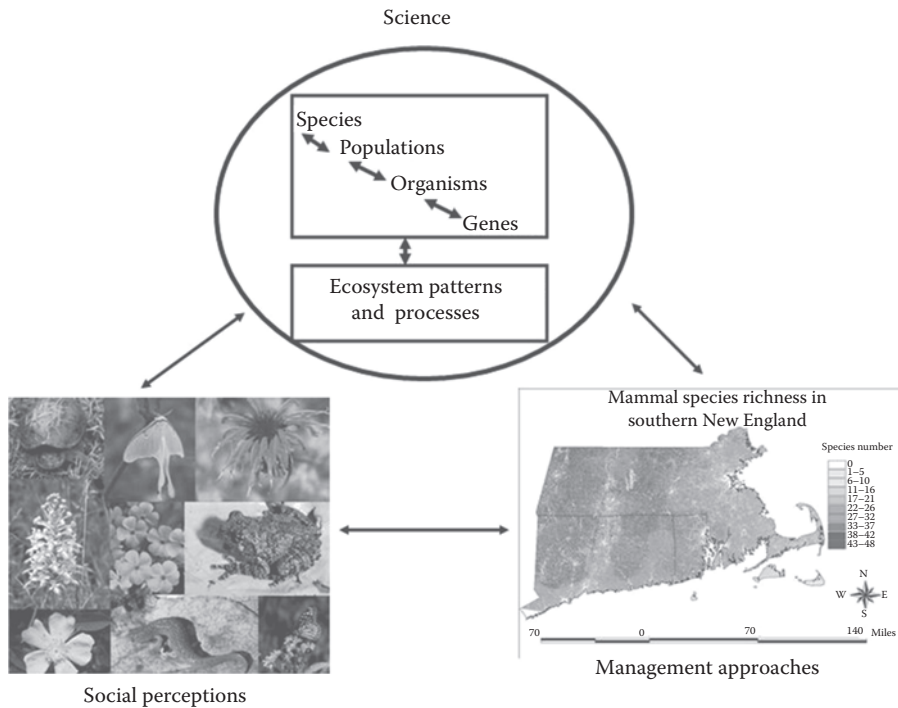 Science
Species
Populations
Organisms
Genes
Ecosystem patterns
and processes
Mammal species richness in
southern New England
Species number
0
1–5
6–10
11–16
17–21
22–26
27–32
33–37
38–42
43–48
N
W E
S
70 0 70 140 Miles
Social perceptions
Management approaches